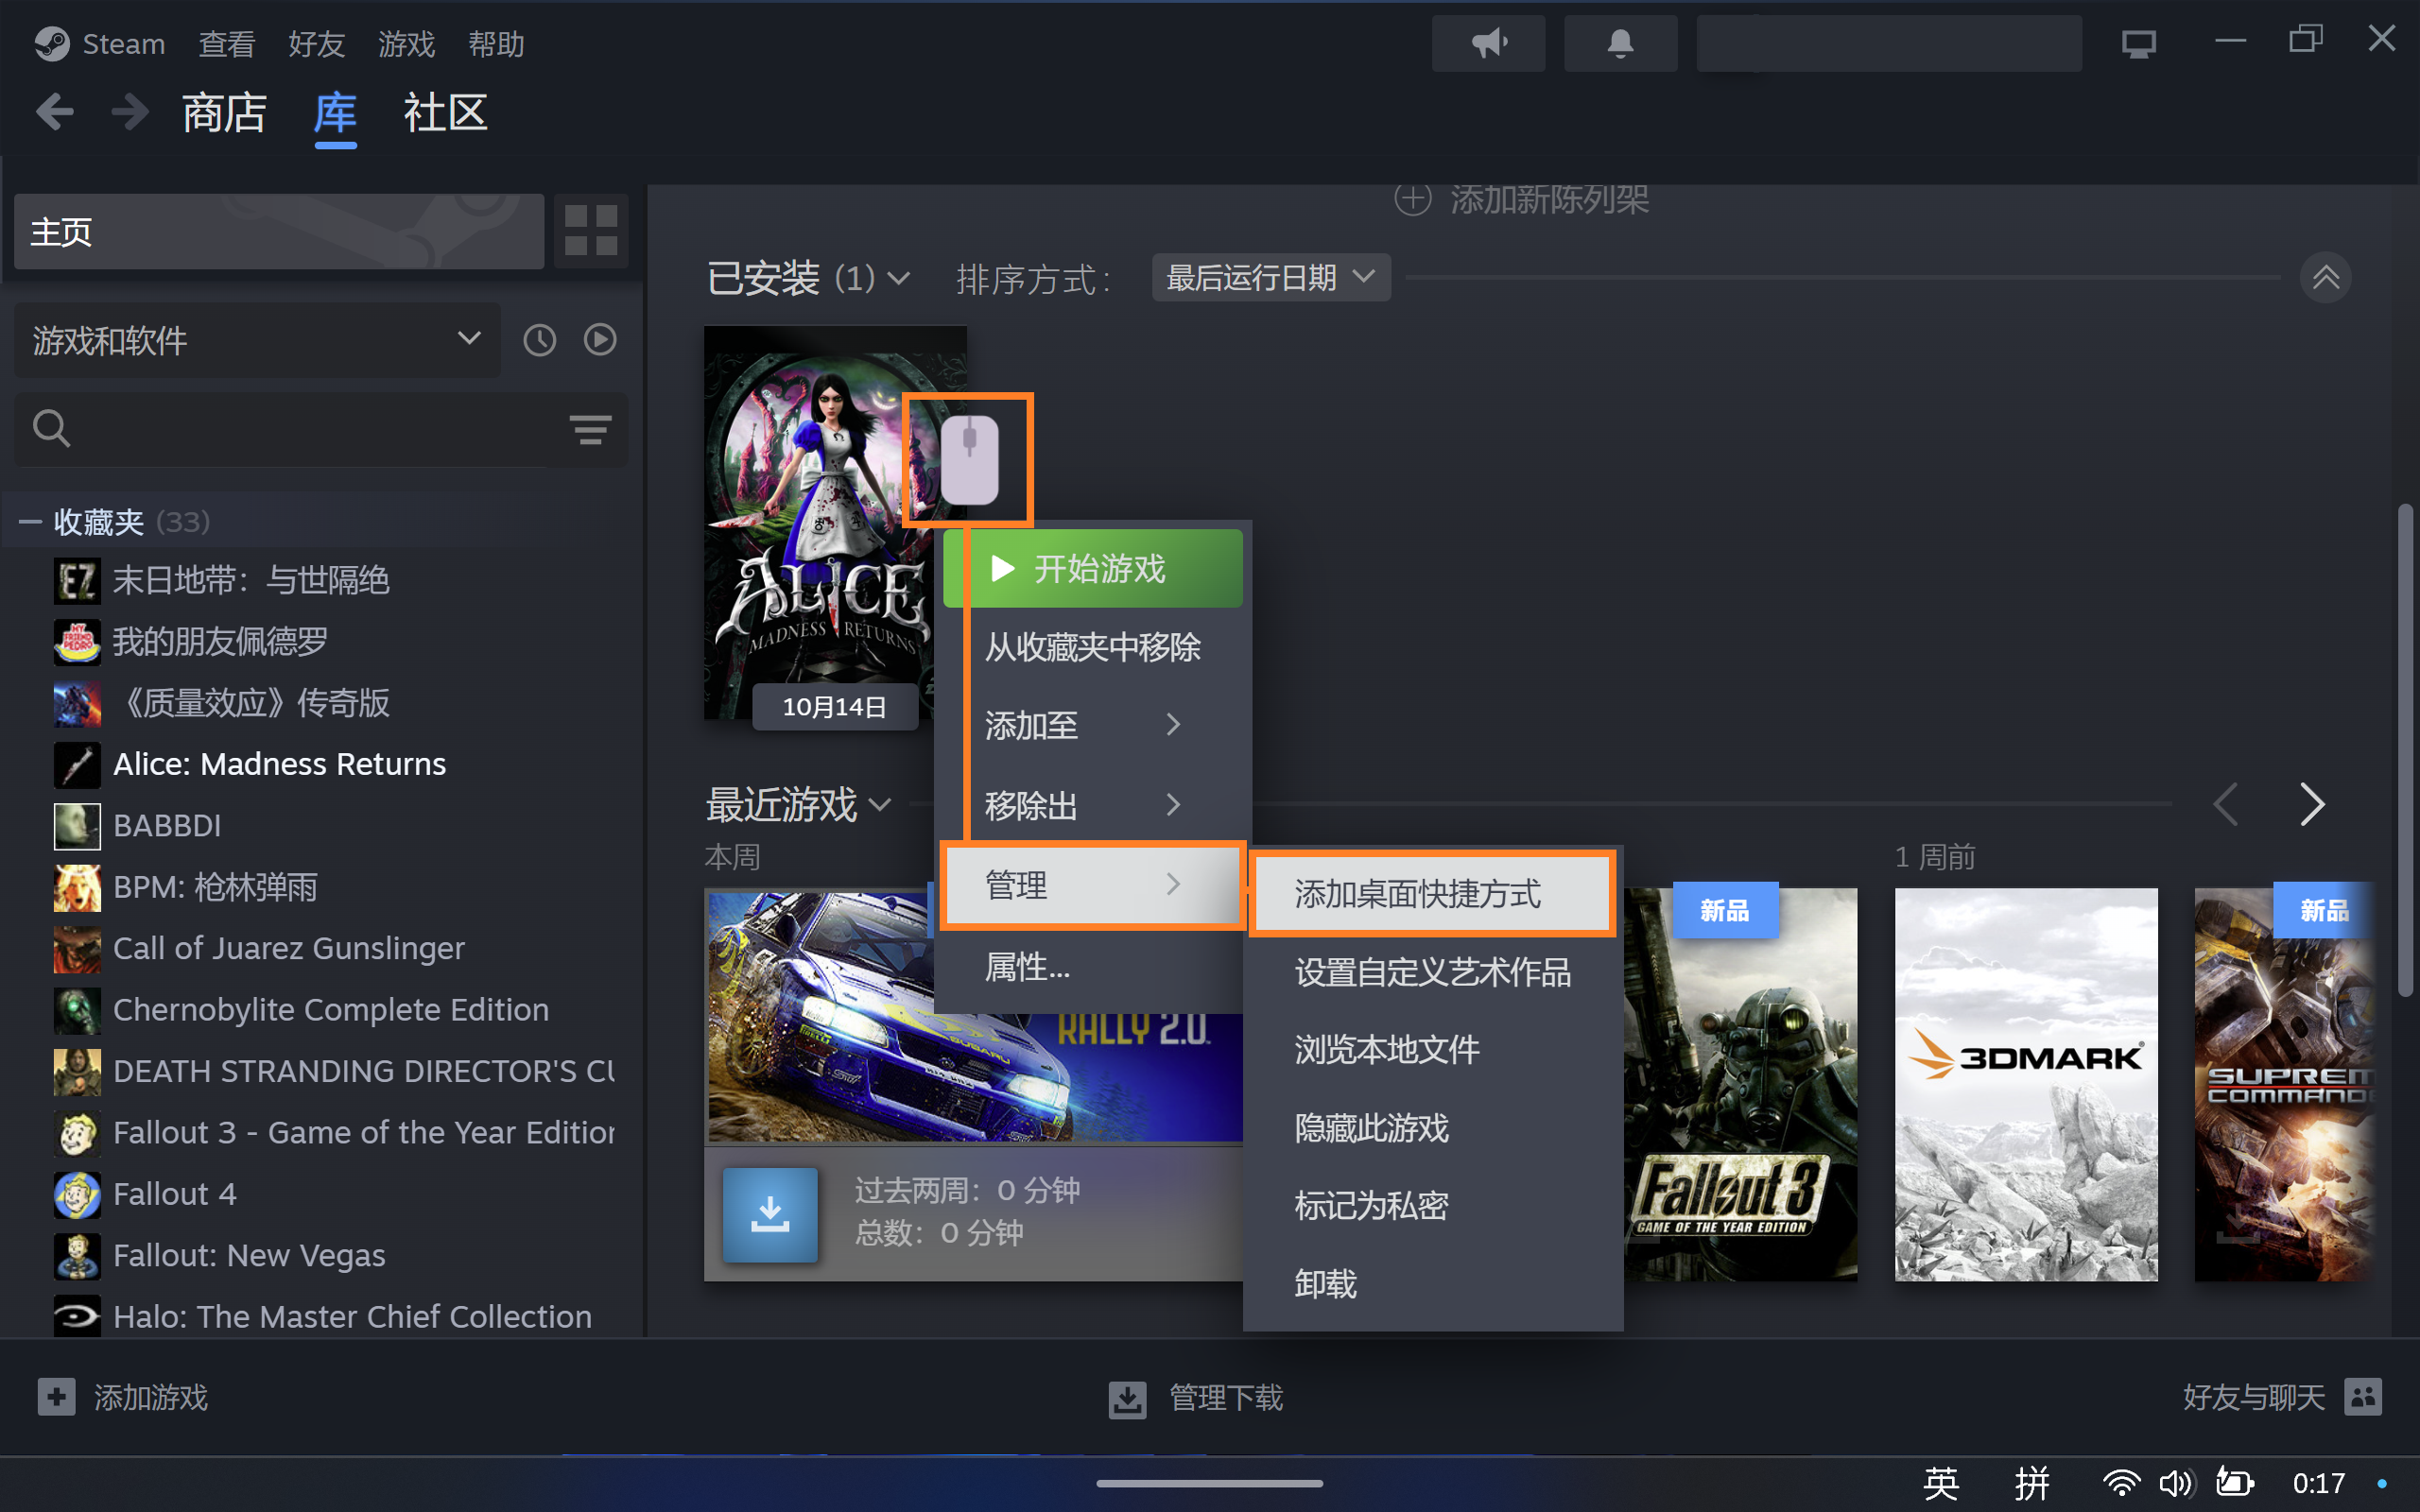 Steam 查看 好友 游戏 帮助
商店 库 社区
主页
游戏和软件
收藏夹 (33)
末日地带：与世隔绝
我的朋友佩德罗
《质量效应》传奇版
Alice: Madness Returns
BABBDI
BPM: 枪林弹雨
Call of Juarez Gunslinger
Chernobylite Complete Edition
DEATH STRANDING DIRECTOR'S CU
Fallout 3 - Game of the Year Edition
Fallout 4
Fallout: New Vegas
Halo: The Master Chief Collection
添加新陈列架
已安装 (1) 排序方式： 最后运行日期
ALICE
MADNESS RETURNS
10月14日
开始游戏
从收藏夹中移除
添加至
移除出
管理
属性...
添加桌面快捷方式
设置自定义艺术作品
浏览本地文件
隐藏此游戏
标记为私密
卸载
最近游戏
本周
1 周前
SUBARU
RALLY 2.0
过去两周：0 分钟
总数：0 分钟
新品
Fallout 3
GAME OF THE YEAR EDITION
3DMARK
新品
SUPREM
COMMANDE
EZ
MY FRIEND PEDRO
添加游戏
管理下载
好友与聊天
英 拼 0:17